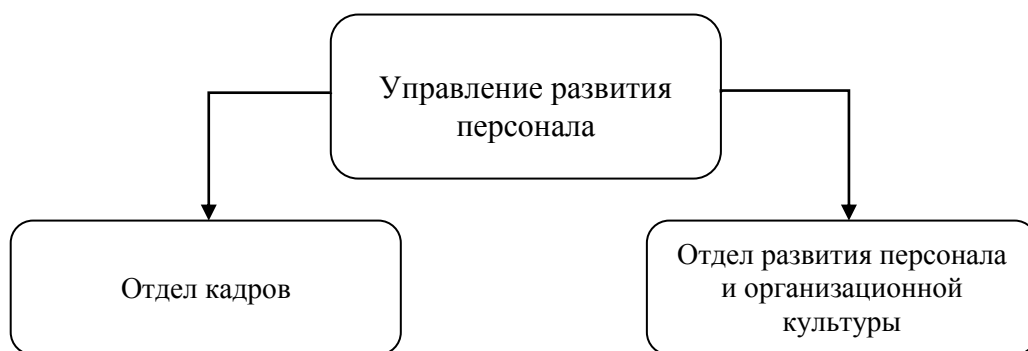 Управление развития
персонала
Отдел кадров
Отдел развития персонала
и организационной
культуры